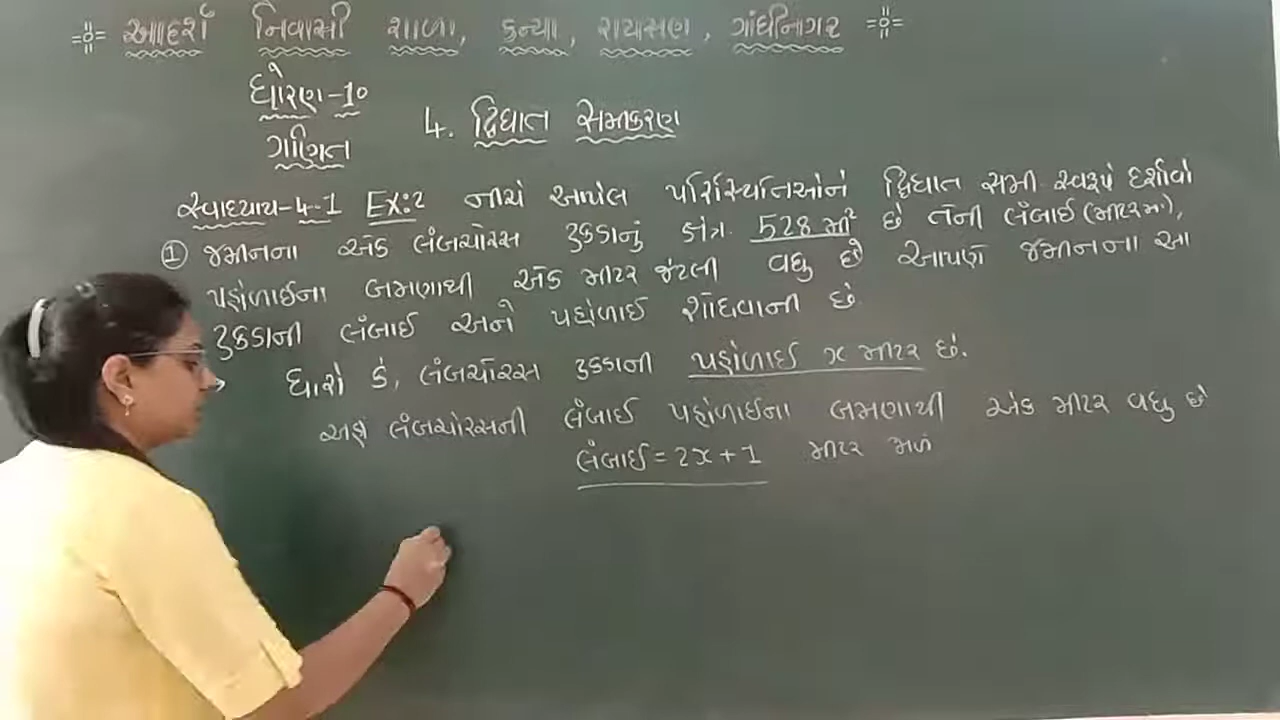 આદર્શ નિવાસી શાળા, કન્યા, રાયસણ, ગાંધીનગર
ધોરણ-10
ગણિત
4. દ્વિઘાત સમીકરણ
સ્વાધ્યાય-4.1 Ex:2 નીચે આપેલ પરિસ્થિતિઓને દ્વિઘાત સમી સ્વરૂપે દર્શાવો
① જમીનના એક લંબચોરસ ટુકડાનું ક્ષેત્ર. 528 મી² છે તેની લંબાઈ (મીટરમાં),
પહોળાઈના બમણાથી એક મીટર જેટલી વધુ છે આપણે જમીનના આ
ટુકડાની લંબાઈ અને પહોળાઈ શોધવાની છે.
→ ધારો કે, લંબચોરસ ટુકડાની પહોળાઈ x મીટર છે.
અહીં લંબચોરસની લંબાઈ પહોળાઈના બમણાથી એક મીટર વધુ છે
લંબાઈ = 2x + 1 મીટર મળે